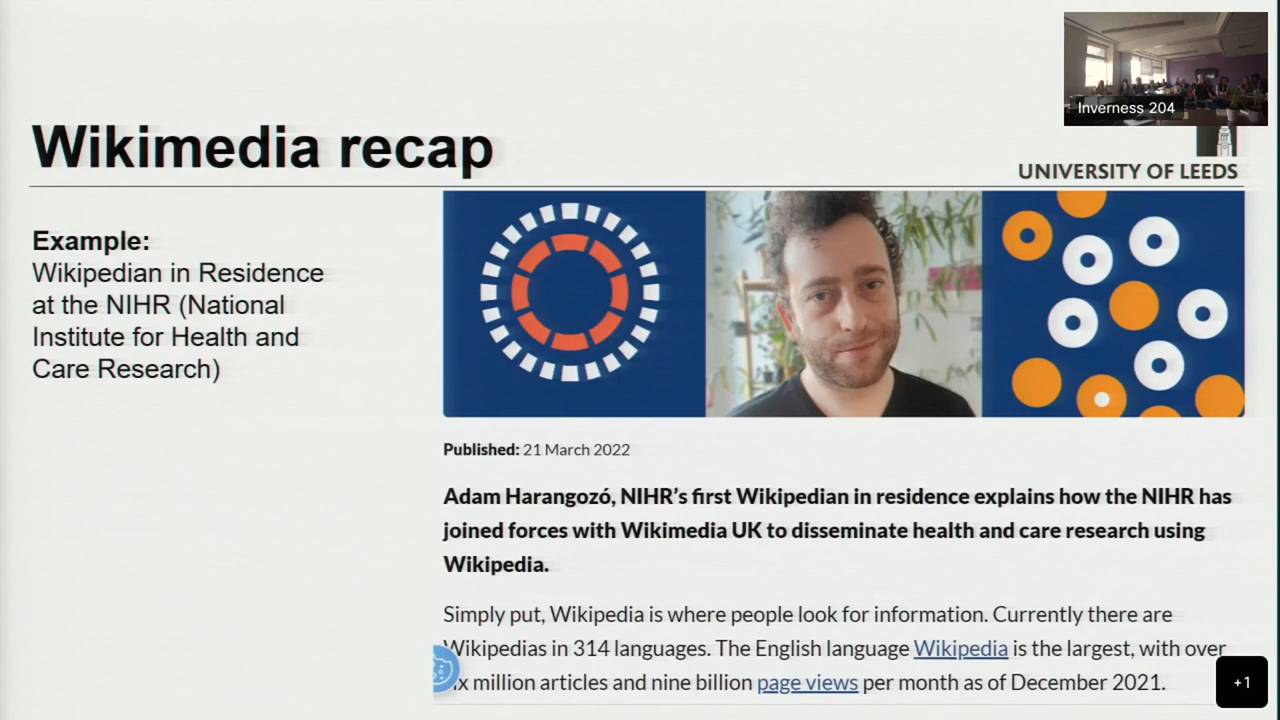 Inverness 204
Wikimedia recap
UNIVERSITY OF LEEDS
Example:
Wikipedian in Residence
at the NIHR (National
Institute for Health and
Care Research)
Published: 21 March 2022
Adam Harangozó, NIHR's first Wikipedian in residence explains how the NIHR has
joined forces with Wikimedia UK to disseminate health and care research using
Wikipedia.
Simply put, Wikipedia is where people look for information. Currently there are
Wikipedias in 314 languages. The English language Wikipedia is the largest, with over
million articles and nine billion page views per month as of December 2021.
+1